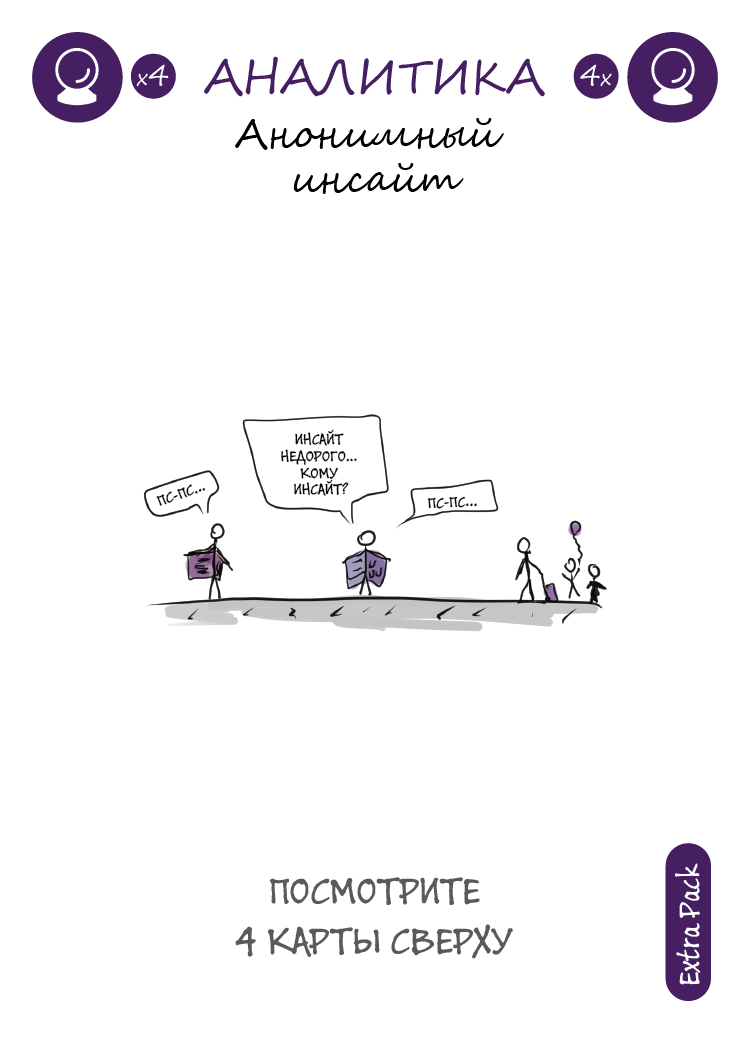 x4 АНАЛИТИКА 4x
Анонимный
инсайт
ИНСАЙТ
НЕДОРОГО...
КОМУ
ИНСАЙТ?
ПС-ПС...
ПС-ПС...
ПОСМОТРИТЕ
4 КАРТЫ СВЕРХУ
Extra Pack